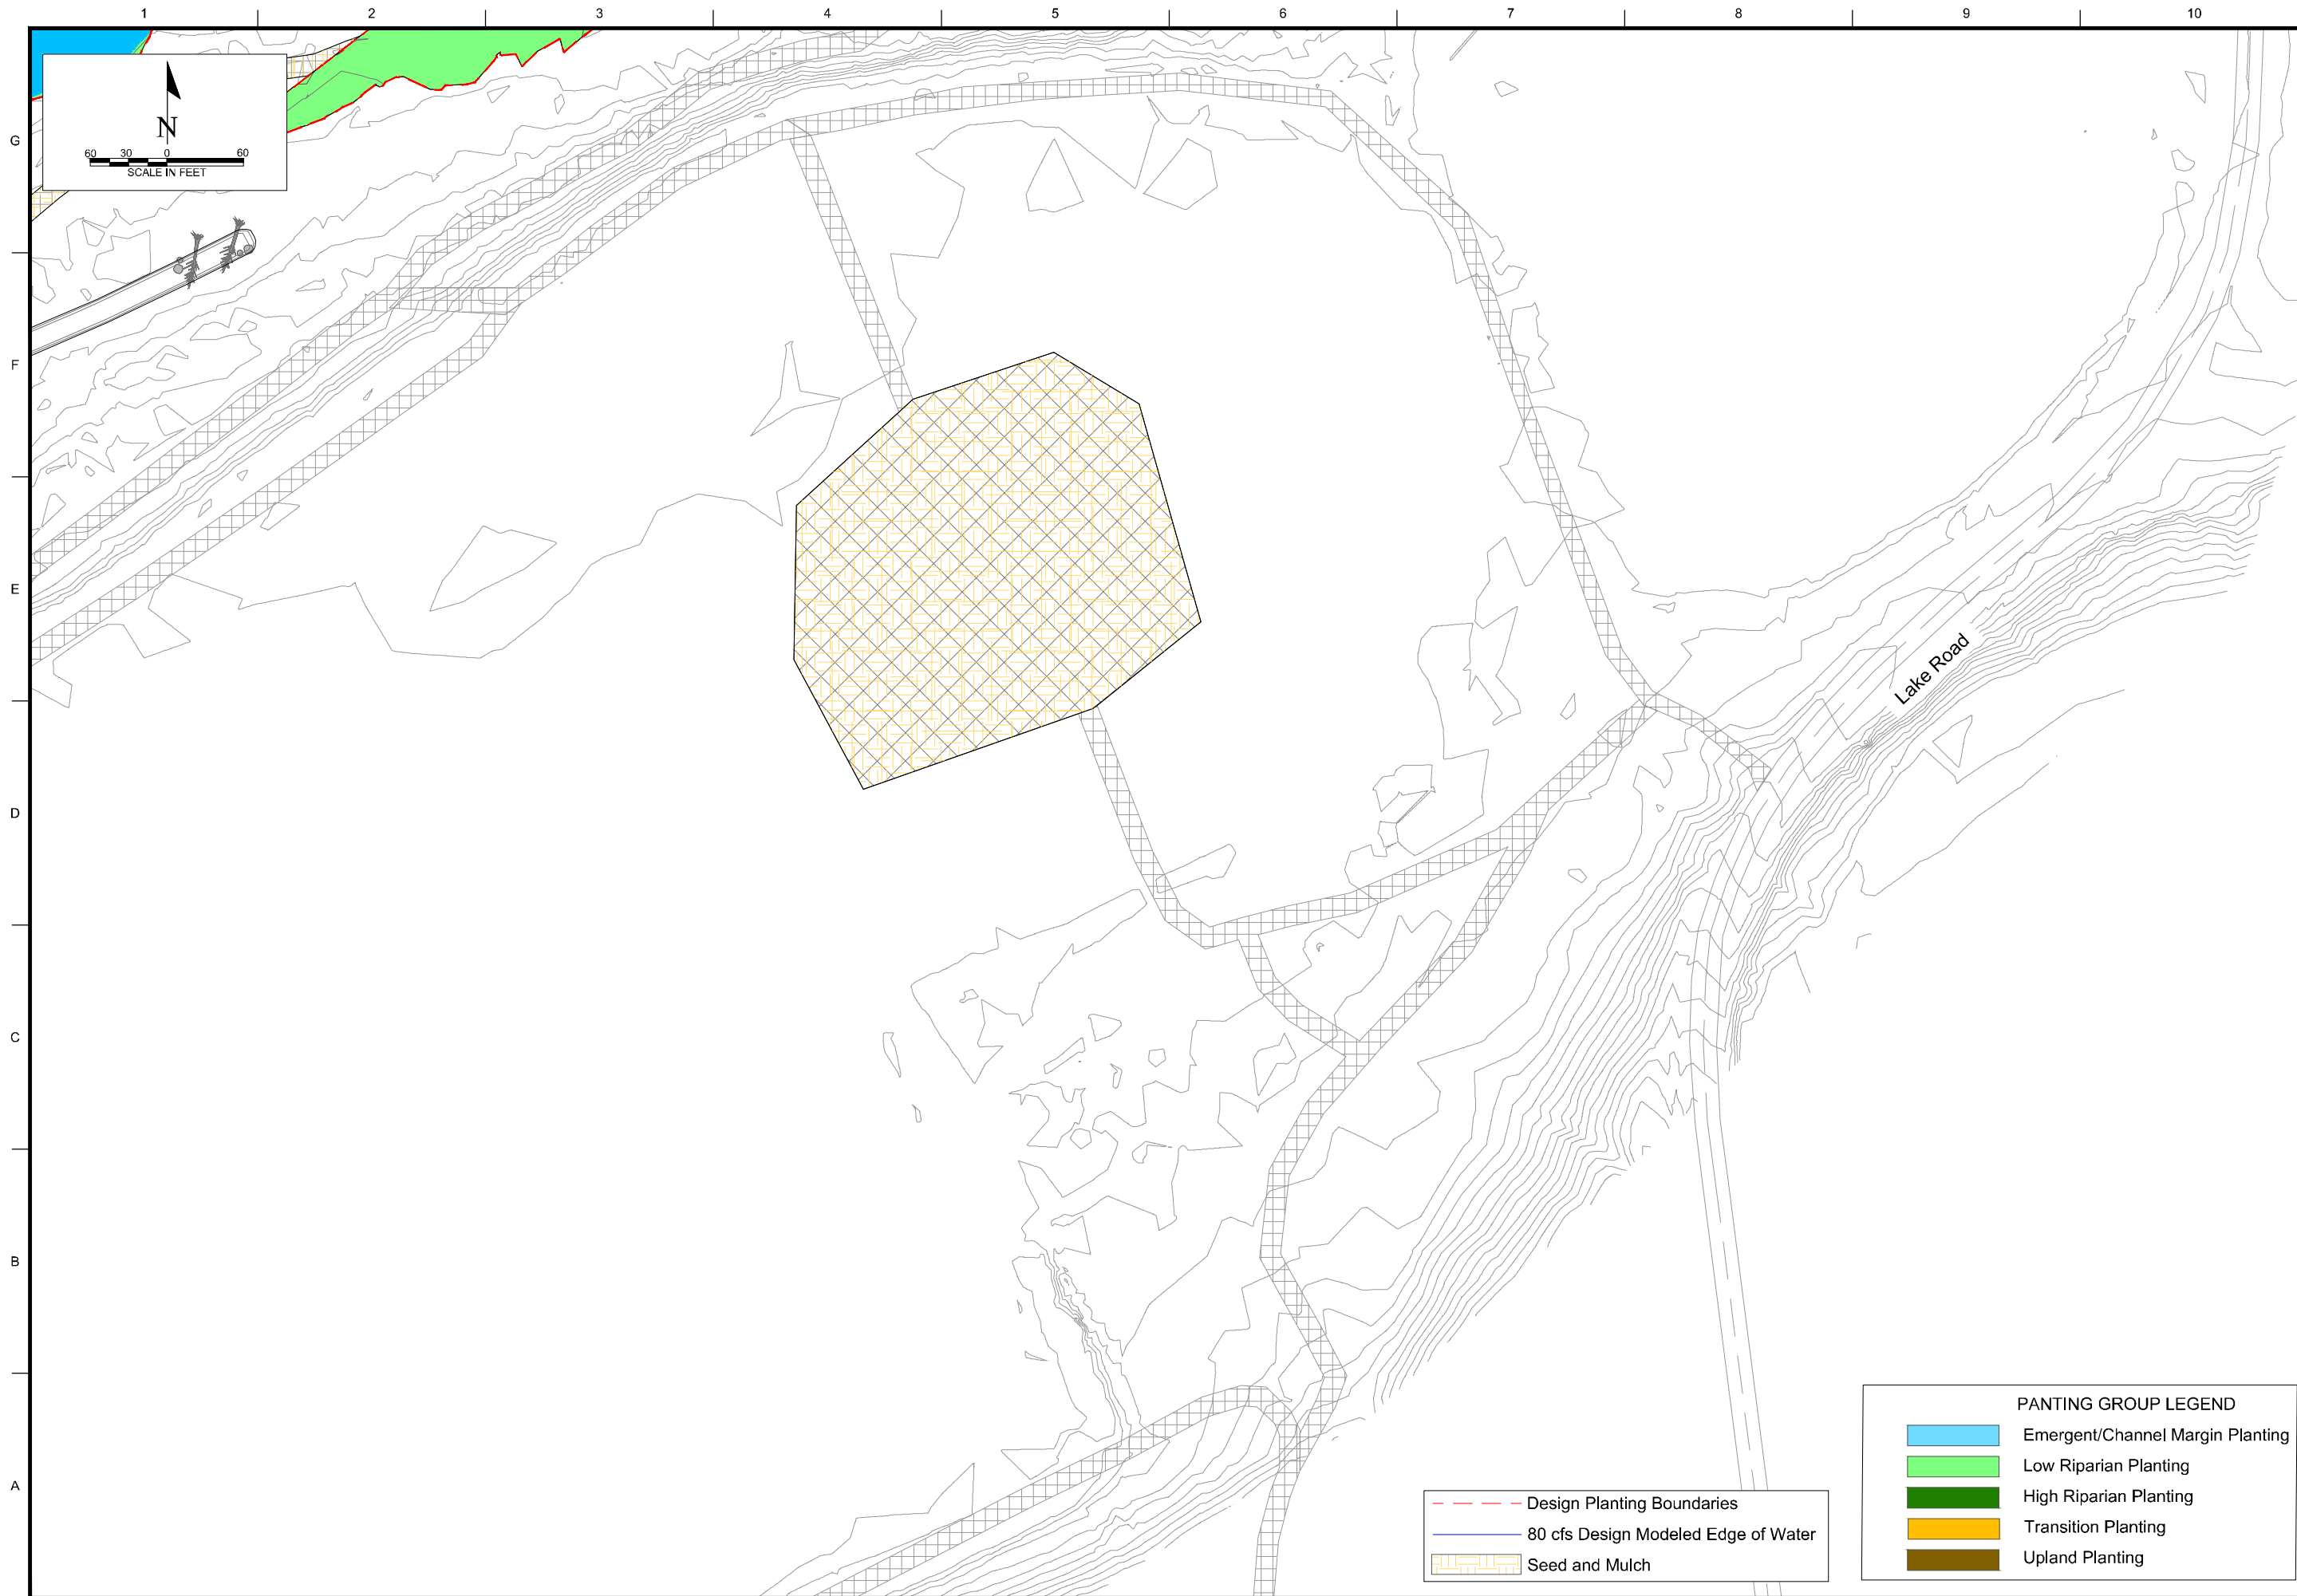 1 2 3 4 5 6 7 8 9 10
G
N
60 30 0 60
SCALE IN FEET
F
E
Lake Road
D
C
B
A
PANTING GROUP LEGEND
Emergent/Channel Margin Planting
Low Riparian Planting
High Riparian Planting
Transition Planting
Upland Planting
Design Planting Boundaries
80 cfs Design Modeled Edge of Water
Seed and Mulch